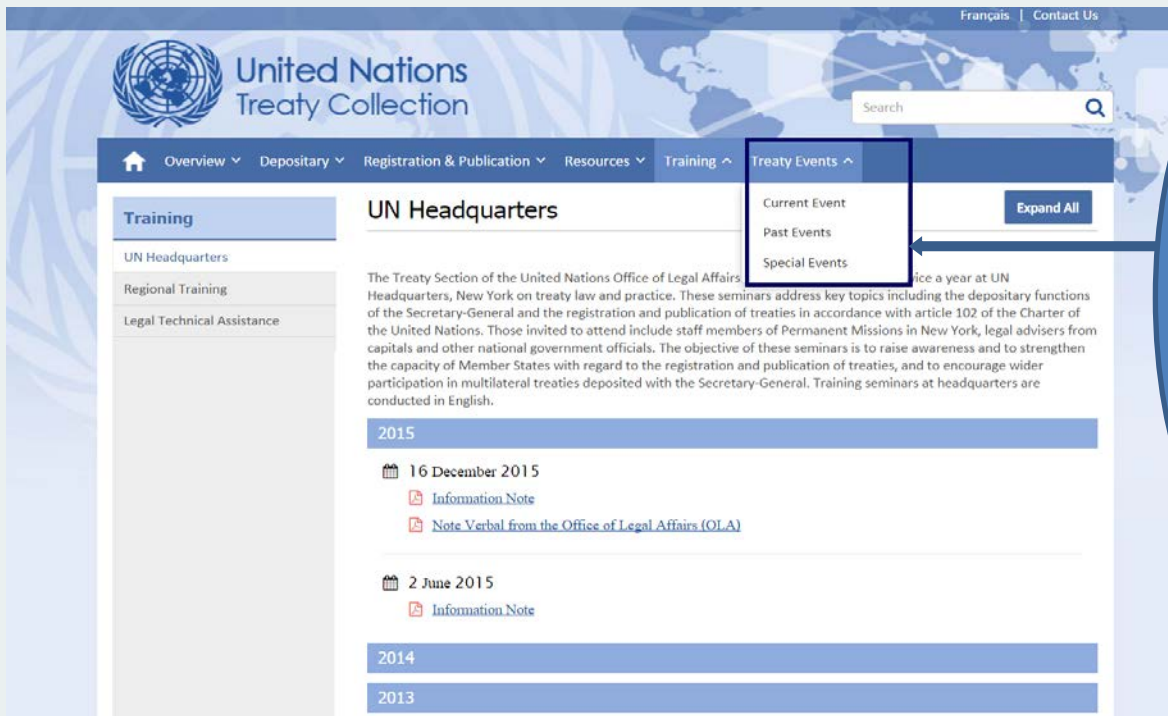 Français | Contact Us
United Nations
Treaty Collection
Search
Overview Depositary Registration & Publication Resources Training Treaty Events
Current Event
Past Events
Special Events
Training
UN Headquarters
Regional Training
Legal Technical Assistance
UN Headquarters
Expand All
The Treaty Section of the United Nations Office of Legal Affairs a year at UN
Headquarters, New York on treaty law and practice. These seminars address key topics including the depositary functions
of the Secretary-General and the registration and publication of treaties in accordance with article 102 of the Charter of
the United Nations. Those invited to attend include staff members of Permanent Missions in New York, legal advisers from
capitals and other national government officials. The objective of these seminars is to raise awareness and to strengthen
the capacity of Member States with regard to the registration and publication of treaties, and to encourage wider
participation in multilateral treaties deposited with the Secretary-General. Training seminars at headquarters are
conducted in English.
2015
16 December 2015
Information Note
Note Verbal from the Office of Legal Affairs (OLA)
2 June 2015
Information Note
2014
2013